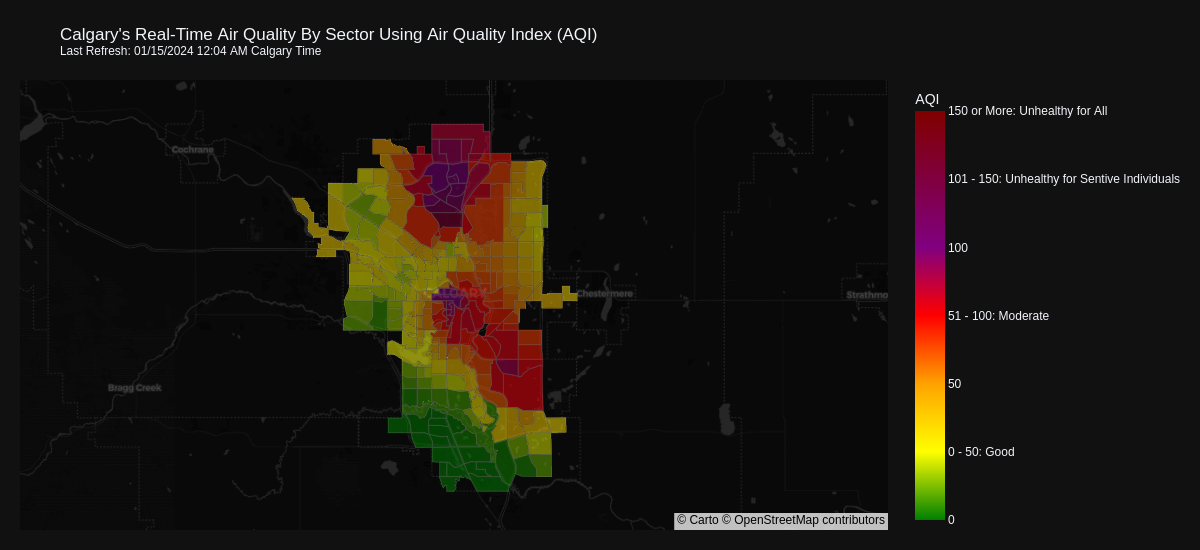 Calgary's Real-Time Air Quality By Sector Using Air Quality Index (AQI)
Last Refresh: 01/15/2024 12:04 AM Calgary Time
AQI
150 or More: Unhealthy for All
Cochrane
101 - 150: Unhealthy for Sentive Individuals
100
Chestermere
Strathmo
51 - 100: Moderate
50
Bragg Creek
0 - 50: Good
0
© Carto © OpenStreetMap contributors